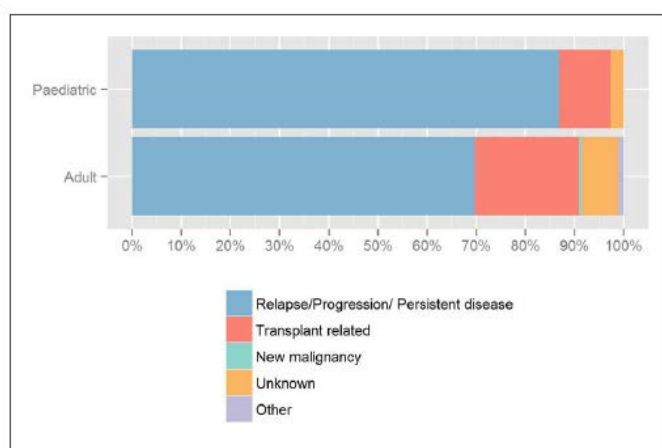 Paediatric
Adult
0% 10% 20% 30% 40% 50% 60% 70% 80% 90% 100%
Relapse/Progression/ Persistent disease
Transplant related
New malignancy
Unknown
Other